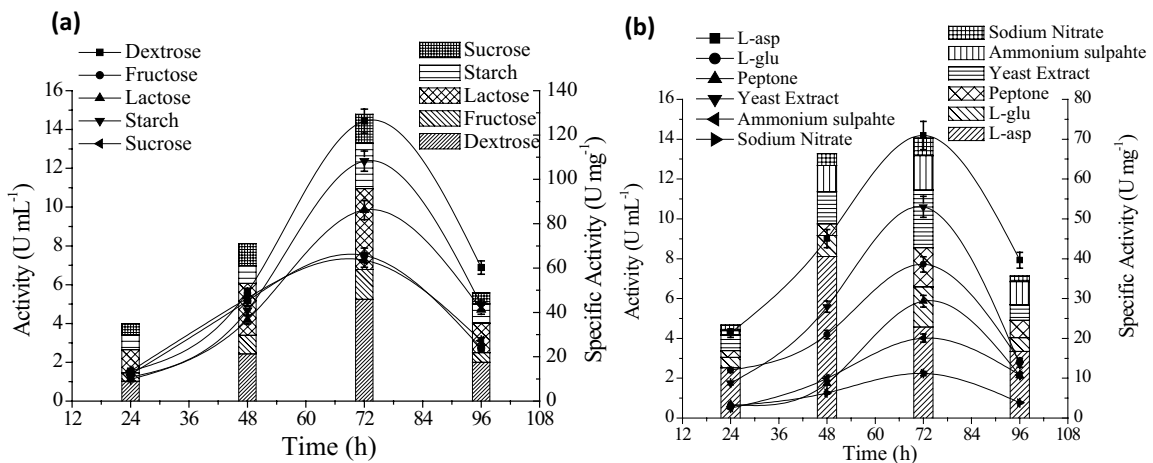 (a)
Dextrose
Fructose
Lactose
Starch
Sucrose
Sucrose
Starch
Lactose
Fructose
Dextrose
Activity (U mL-1)
16
14
12
10
8
6
4
2
0
140
120
100
80
60
40
20
0
Specific Activity (U mg-1)
12 24 36 48 60 72 84 96 108
Time (h)
(b)
L-asp
L-glu
Peptone
Yeast Extract
Ammonium sulpahte
Sodium Nitrate
Sodium Nitrate
Ammonium sulpahte
Yeast Extract
Peptone
L-glu
L-asp
Activity (U mL-1)
16
14
12
10
8
6
4
2
0
80
70
60
50
40
30
20
10
0
Specific Activity (U mg-1)
12 24 36 48 60 72 84 96 108
Time (h)